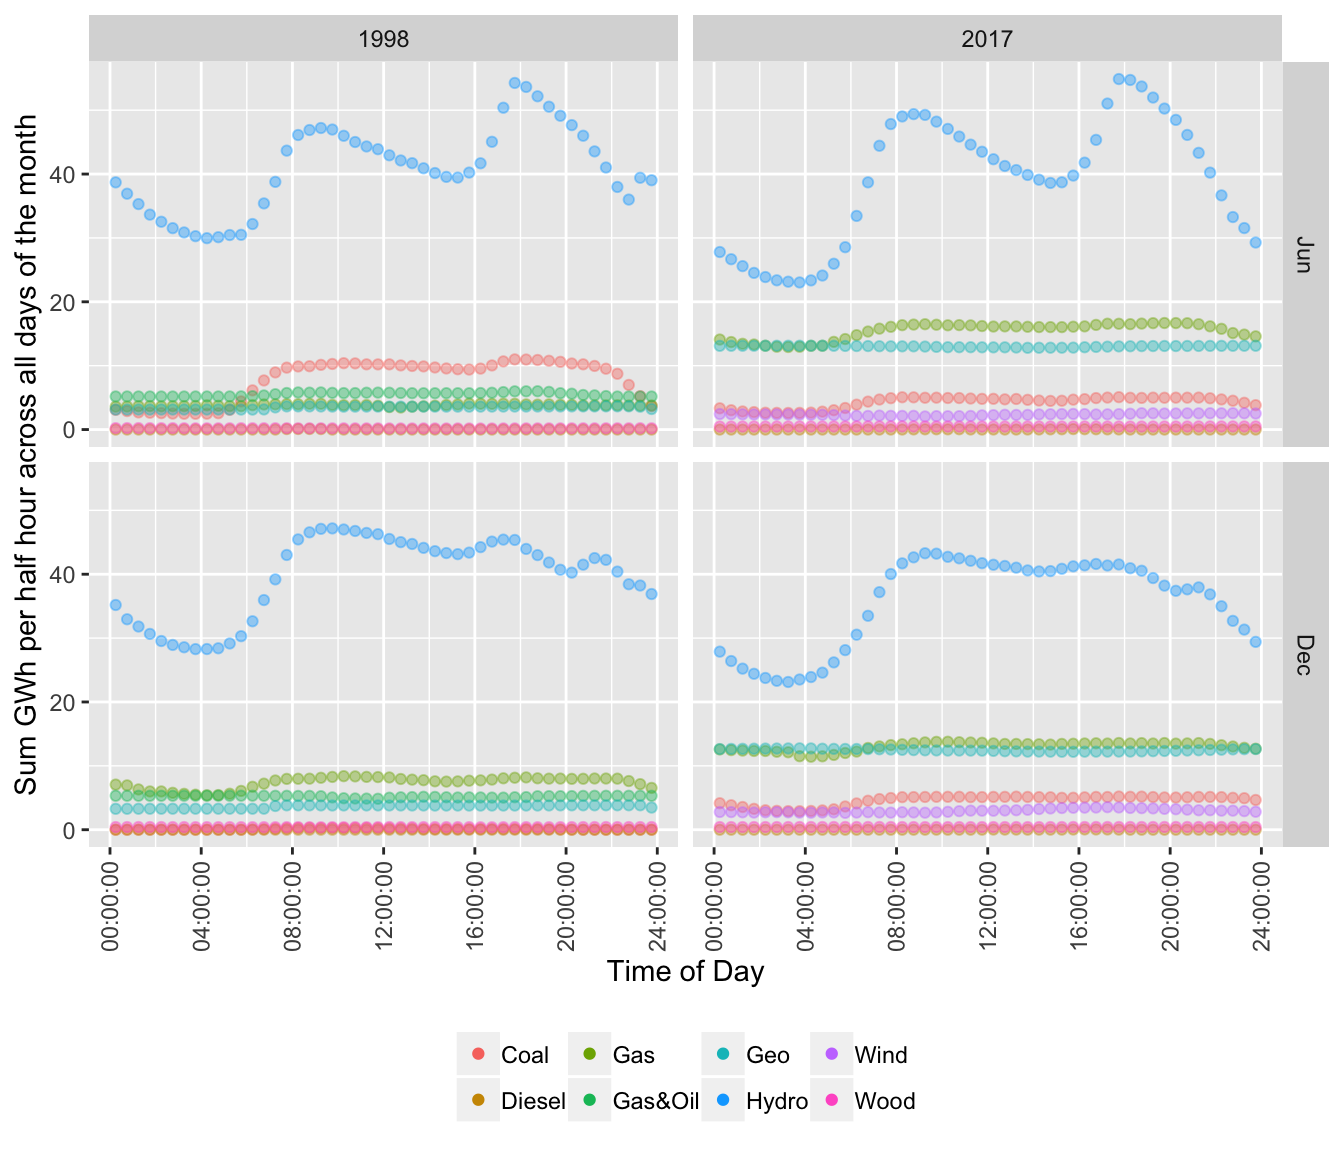 1998
2017
Sum GWh per half hour across all days of the month
40
20
0
Jun
40
20
0
Dec
00:00:00
04:00:00
08:00:00
12:00:00
16:00:00
20:00:00
24:00:00
00:00:00
04:00:00
08:00:00
12:00:00
16:00:00
20:00:00
24:00:00
Time of Day
Coal
Gas
Geo
Wind
Diesel
Gas&Oil
Hydro
Wood